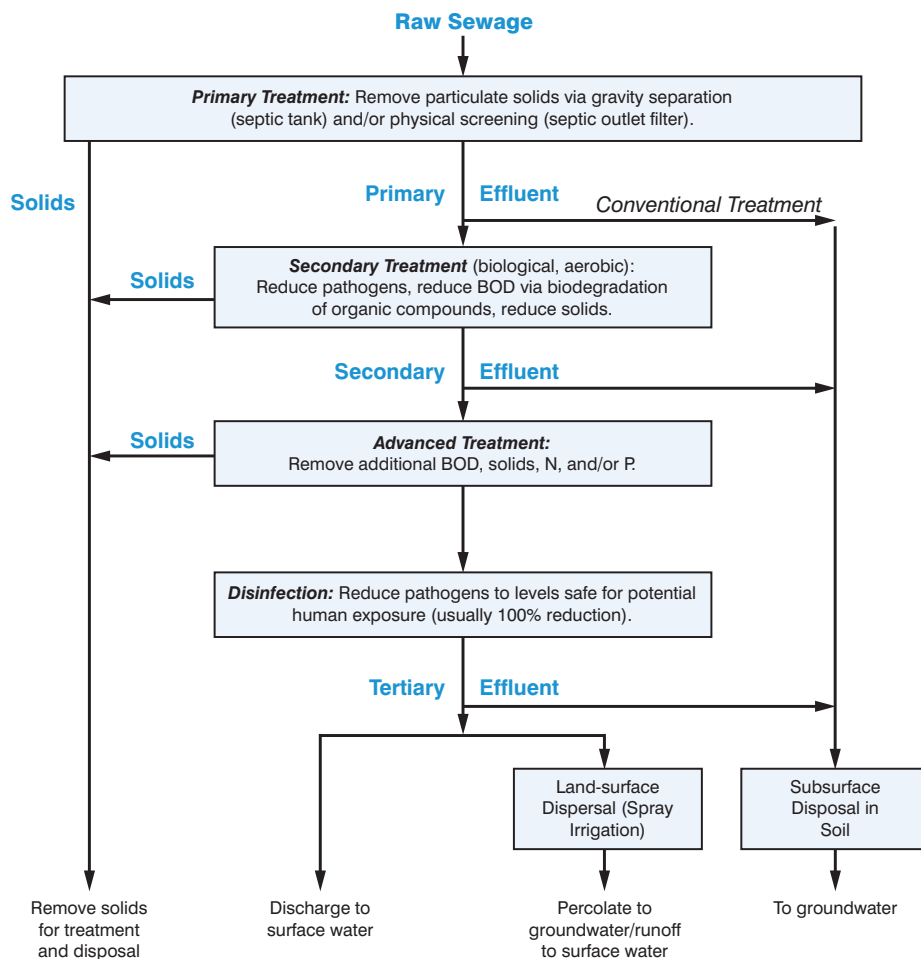 Raw Sewage
Primary Treatment: Remove particulate solids via gravity separation
(septic tank) and/or physical screening (septic outlet filter).
Solids
Primary Effluent
Conventional Treatment
Secondary Treatment (biological, aerobic):
Reduce pathogens, reduce BOD via biodegradation
of organic compounds, reduce solids.
Solids
Secondary Effluent
Advanced Treatment:
Remove additional BOD, solids, N, and/or P.
Solids
Disinfection: Reduce pathogens to levels safe for potential
human exposure (usually 100% reduction).
Tertiary Effluent
Land-surface
Dispersal (Spray
Irrigation)
Subsurface
Disposal in
Soil
Remove solids
for treatment
and disposal
Discharge to
surface water
Percolate to
groundwater/runoff
to surface water
To groundwater